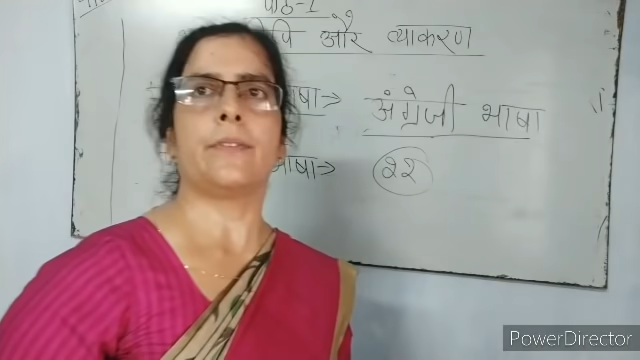 पाठ-1
और व्याकरण
भाषा→ अंग्रेजी भाषा
भाषा→ २२
PowerDirector